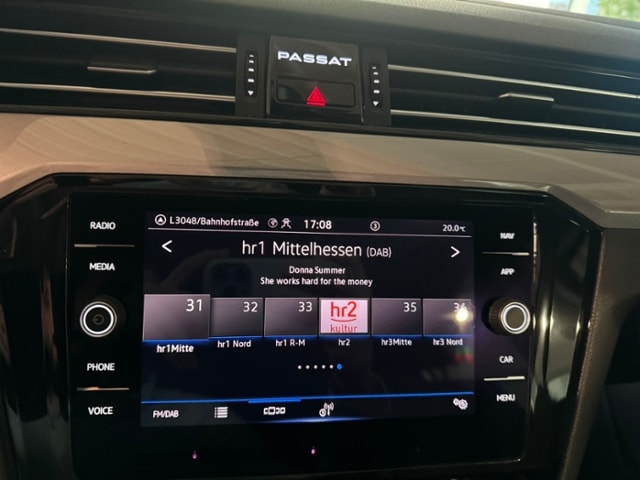 PASSAT
RADIO
MEDIA
PHONE
VOICE
L3048/Bahnhofstraße 17:08 3 20.0°C
< hr1 Mittelhessen (DAB) >
Donna Summer
She works hard for the money
31 32 33 hr2 kultur 35 36
hr1Mitte hr1 Nord hr1 R-M hr2 hr3Mitte hr3 Nord
FM/DAB
NAV
APP
CAR
MENU